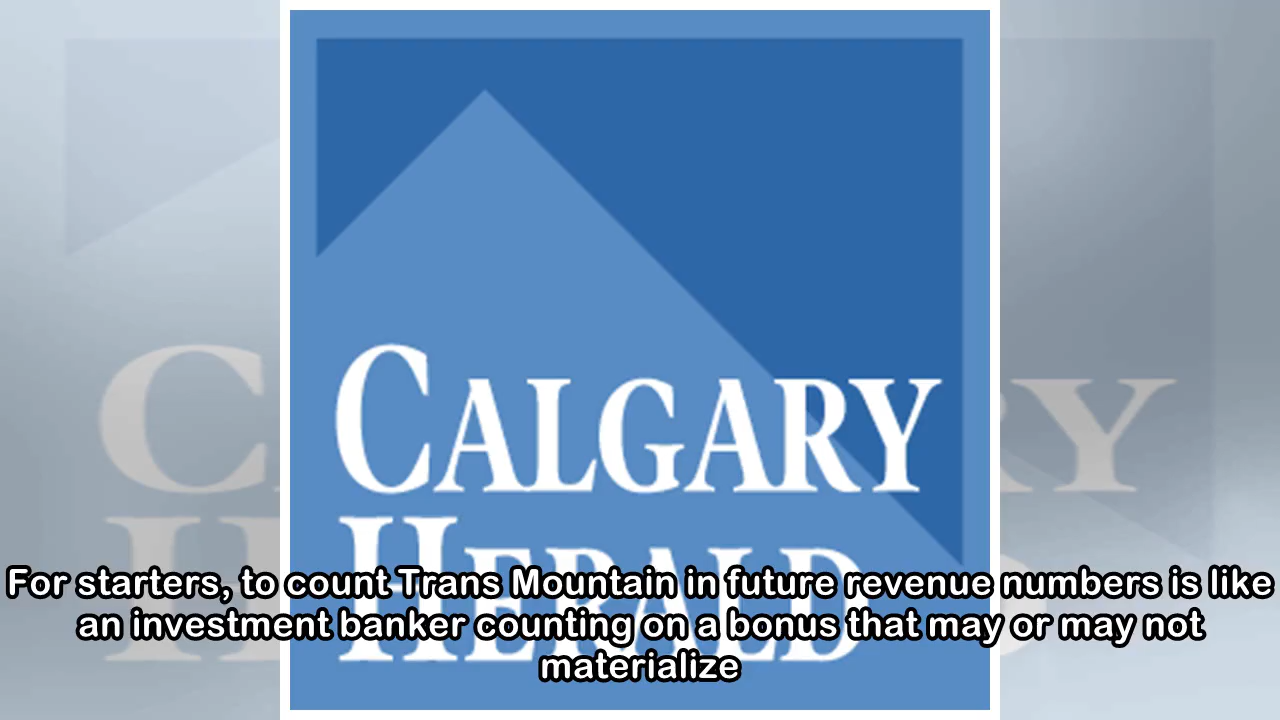 CALGARY
HERALD
For starters, to count Trans Mountain in future revenue numbers is like
an investment banker counting on a bonus that may or may not
materialize